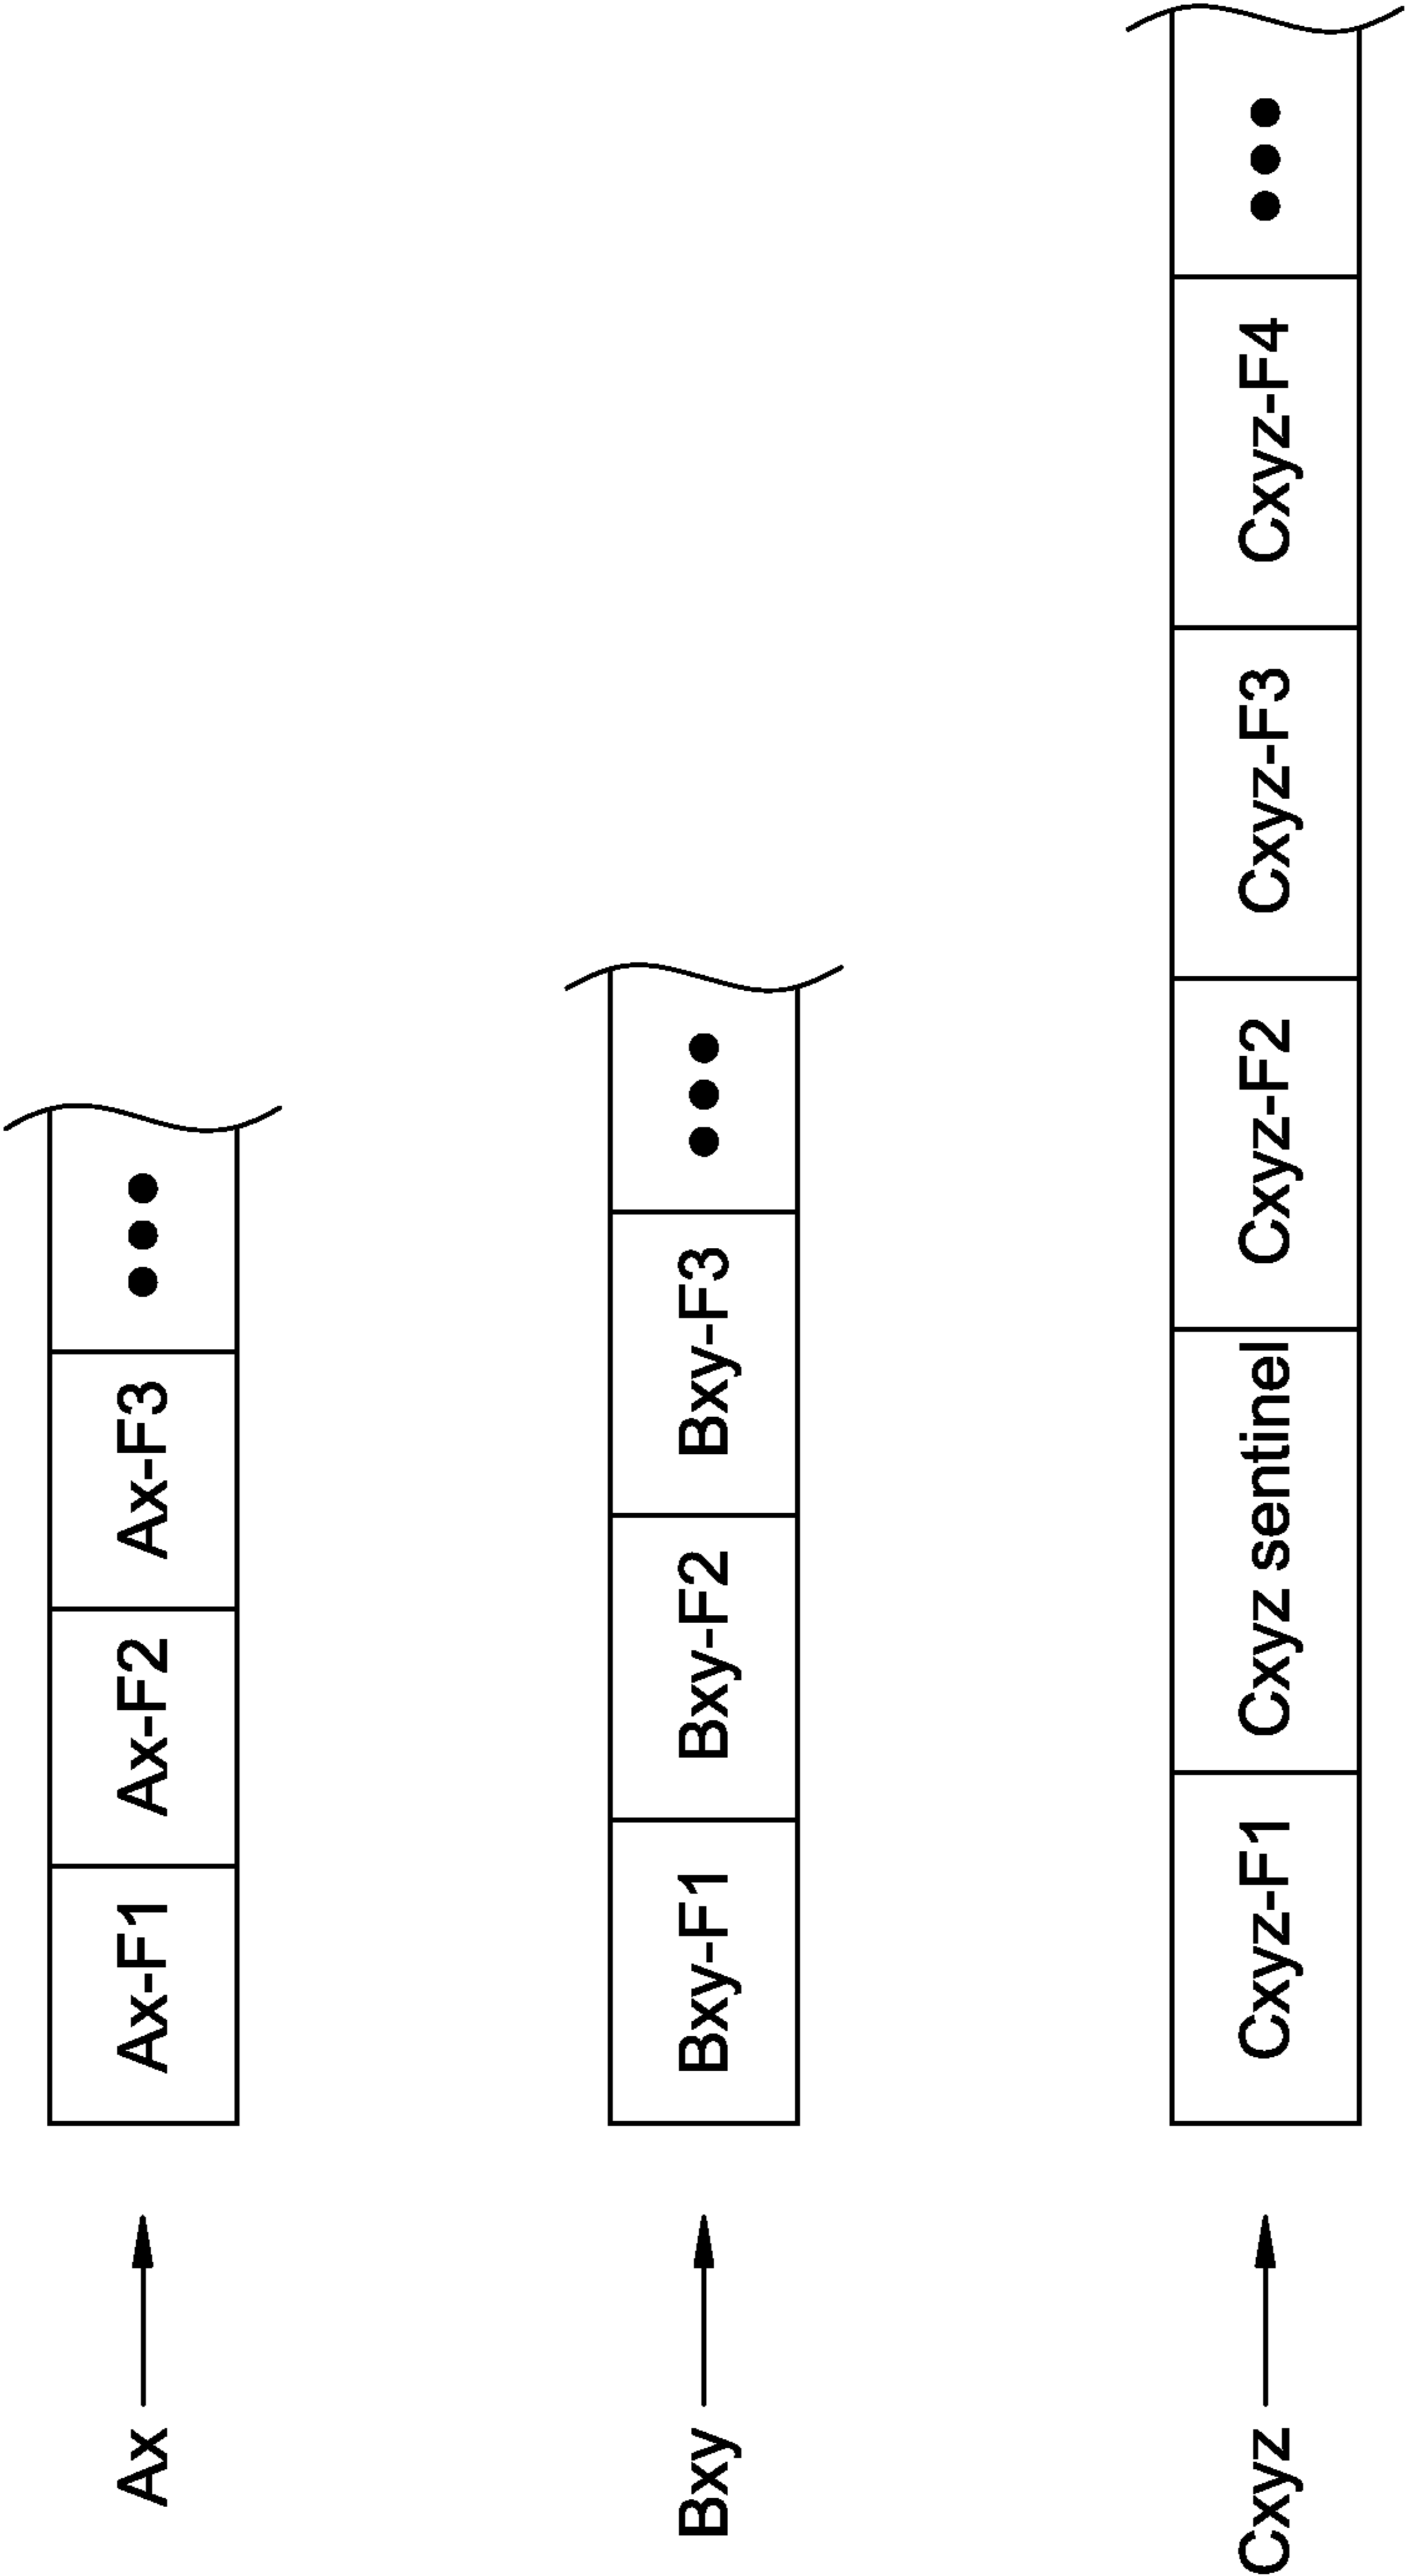 Ax
Ax-F1
Ax-F2
Ax-F3
Bxy
Bxy-F1
Bxy-F2
Bxy-F3
Cxyz
Cxyz-F1
Cxyz sentinel
Cxyz-F2
Cxyz-F3
Cxyz-F4